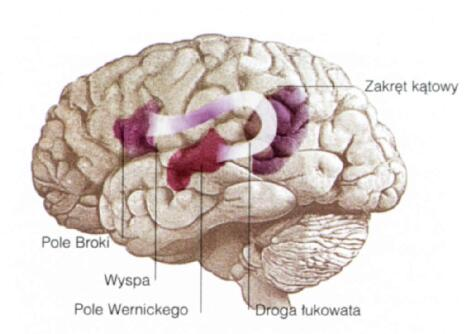 Zakręt kątowy
Pole Broki
Wyspa
Pole Wernickego
Droga łukowata